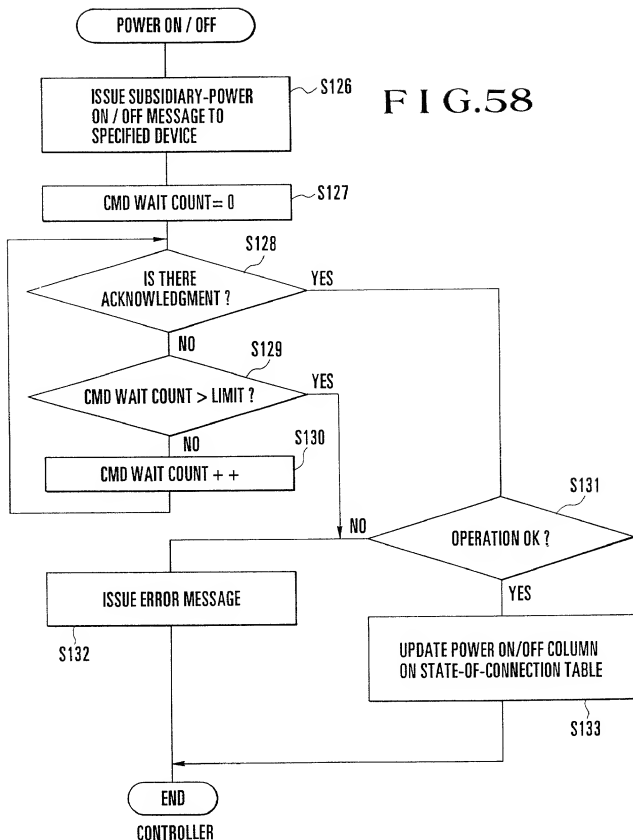 POWER ON / OFF
S126
ISSUE SUBSIDIARY-POWER
ON / OFF MESSAGE TO
SPECIFIED DEVICE
F I G.58
S127
CMD WAIT COUNT= 0
S128
IS THERE
ACKNOWLEDGMENT ?
YES
NO
S129
CMD WAIT COUNT > LIMIT ?
YES
NO
S130
CMD WAIT COUNT + +
S131
NO
OPERATION OK ?
YES
ISSUE ERROR MESSAGE
S132
UPDATE POWER ON/OFF COLUMN
ON STATE-OF-CONNECTION TABLE
S133
END
CONTROLLER